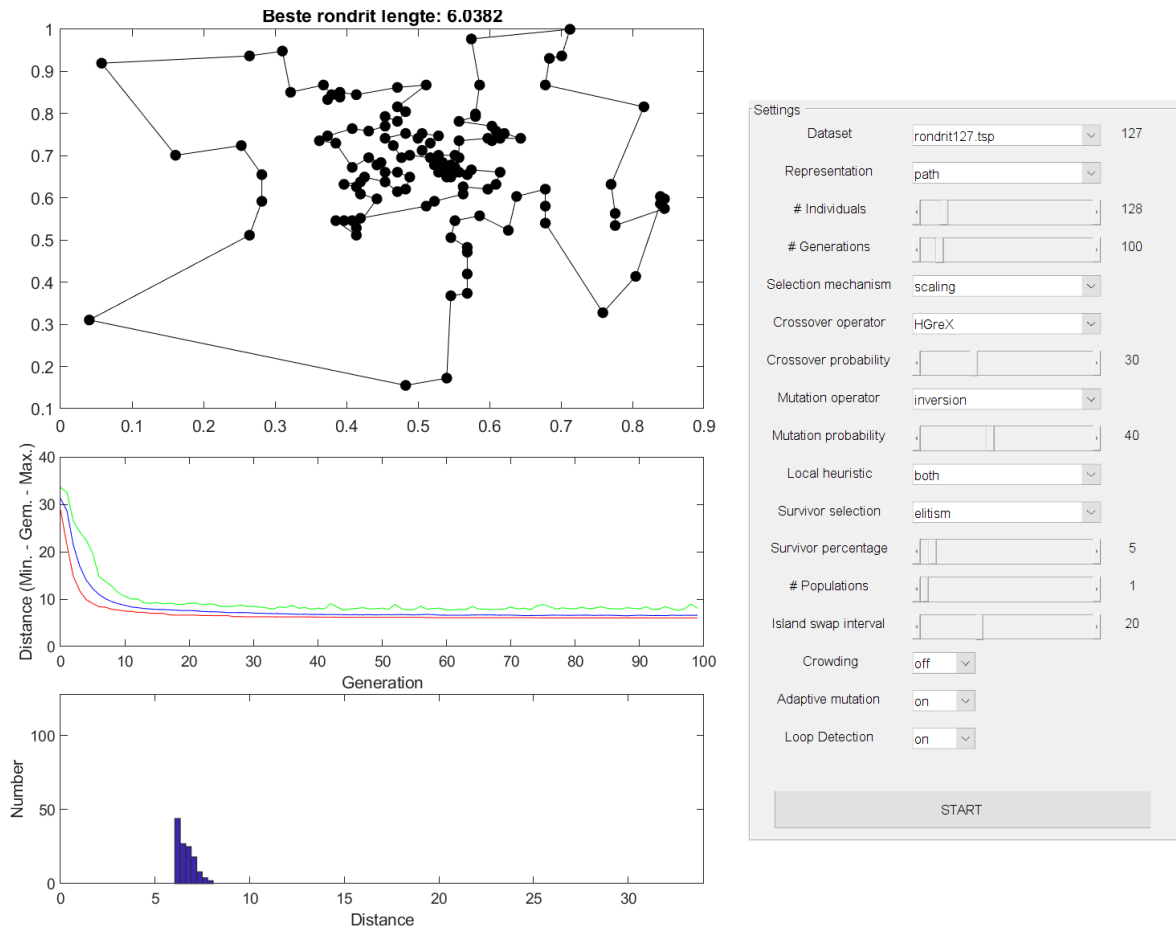 Beste rondrit lengte: 6.0382
1
0.9
0.8
0.7
0.6
0.5
0.4
0.3
0.2
0.1
0 0.1 0.2 0.3 0.4 0.5 0.6 0.7 0.8 0.9
Distance (Min. - Gem. - Max.)
40
30
20
10
0
0 10 20 30 40 50 60 70 80 90 100
Generation
Number
100
50
0
0 5 10 15 20 25 30
Distance
Settings
Dataset rondrit127.tsp 127
Representation path
# Individuals 128
# Generations 100
Selection mechanism scaling
Crossover operator HGreX
Crossover probability 30
Mutation operator inversion
Mutation probability 40
Local heuristic both
Survivor selection elitism
Survivor percentage 5
# Populations 1
Island swap interval 20
Crowding off
Adaptive mutation on
Loop Detection on
START